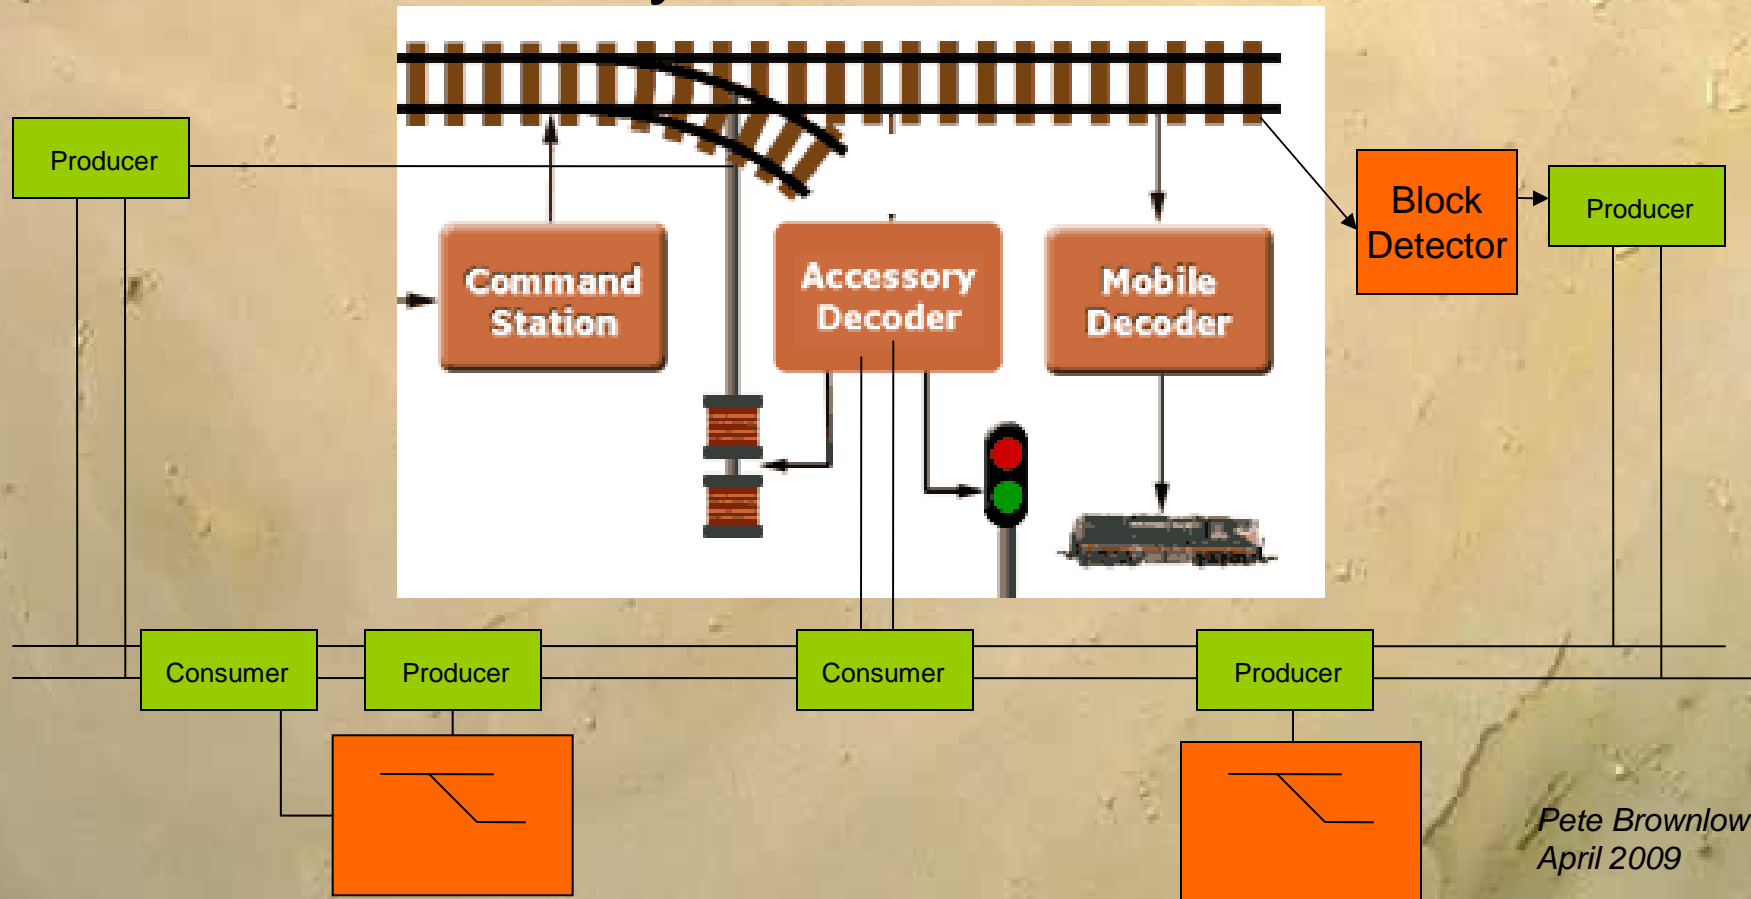 Producer
Block
Detector
Producer
Command
Station
Accessory
Decoder
Mobile
Decoder
Consumer
Producer
Consumer
Producer
Pete Brownlow
April 2009